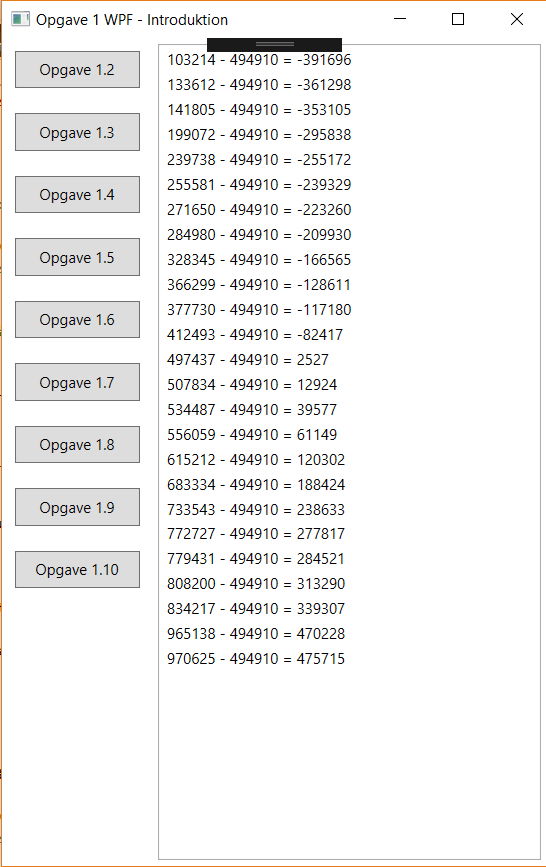 Opgave 1 WPF - Introduktion
Opgave 1.2
Opgave 1.3
Opgave 1.4
Opgave 1.5
Opgave 1.6
Opgave 1.7
Opgave 1.8
Opgave 1.9
Opgave 1.10
103214 - 494910 = -391696
133612 - 494910 = -361298
141805 - 494910 = -353105
199072 - 494910 = -295838
239738 - 494910 = -255172
255581 - 494910 = -239329
271650 - 494910 = -223260
284980 - 494910 = -209930
328345 - 494910 = -166565
366299 - 494910 = -128611
377730 - 494910 = -117180
412493 - 494910 = -82417
497437 - 494910 = 2527
507834 - 494910 = 12924
534487 - 494910 = 39577
556059 - 494910 = 61149
615212 - 494910 = 120302
683334 - 494910 = 188424
733543 - 494910 = 238633
772727 - 494910 = 277817
779431 - 494910 = 284521
808200 - 494910 = 313290
834217 - 494910 = 339307
965138 - 494910 = 470228
970625 - 494910 = 475715